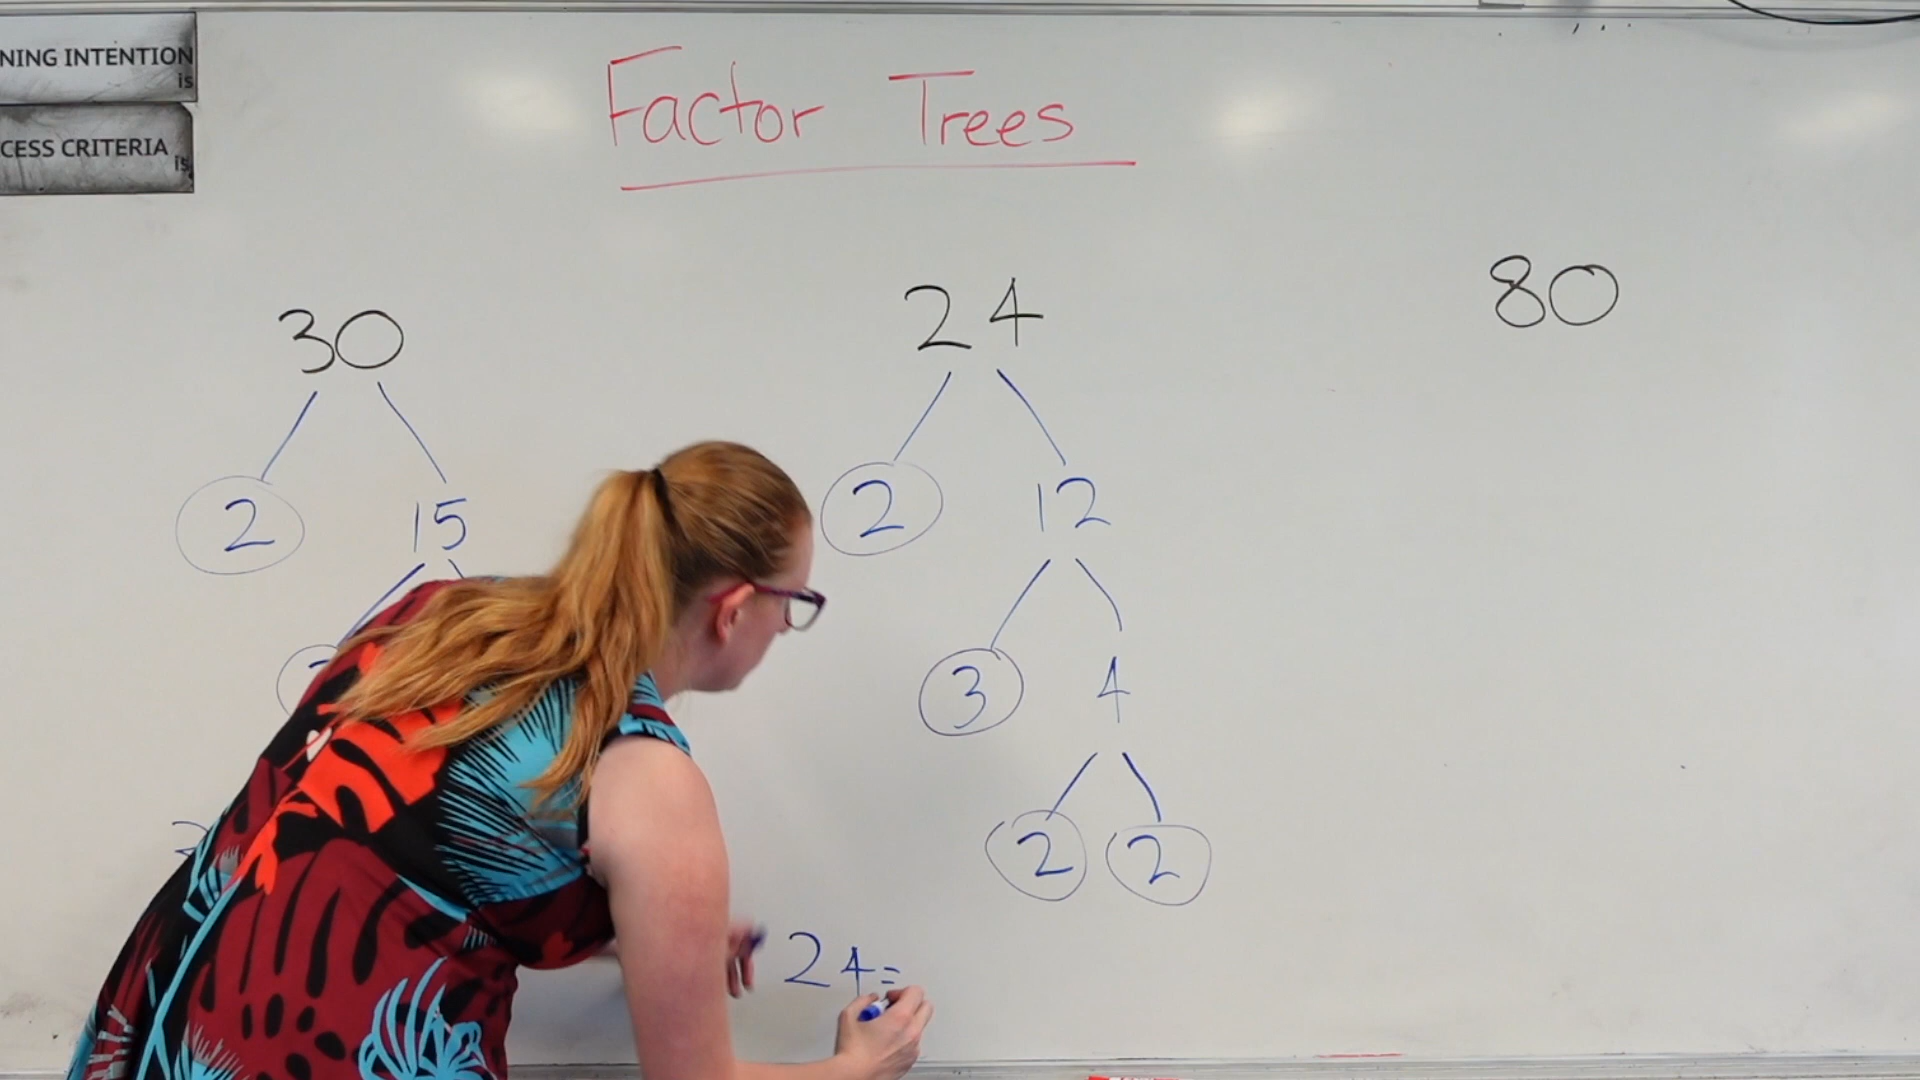 NING INTENTION
is
CESS CRITERIA
is
Factor Trees
30
24
80
2
15
2
12
3
4
2
2
24=